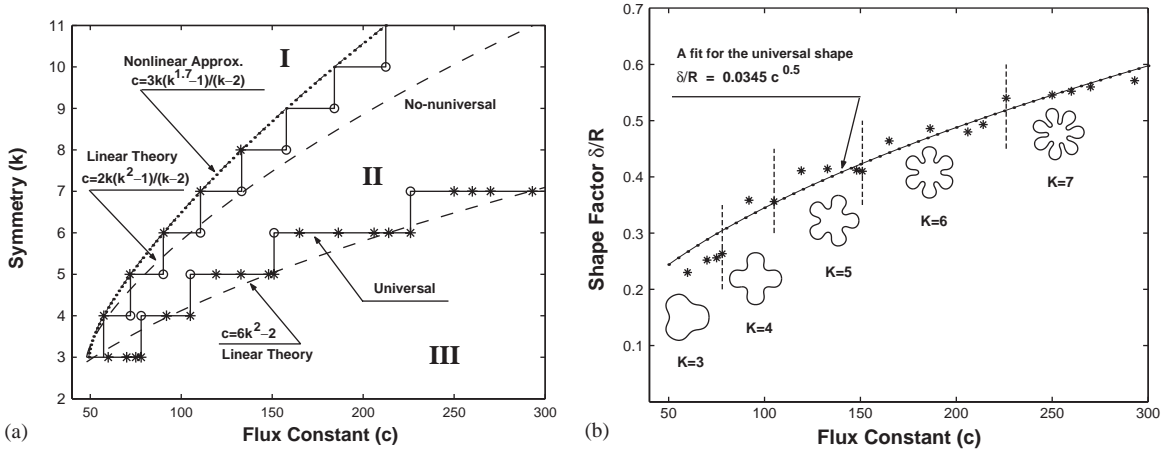 11
10
9
8
7
6
5
4
3
2
Symmetry (k)
50
100
150
200
250
300
Flux Constant (c)
(a)
I
II
III
Nonlinear Approx.
c=3k(k^1.7−1)/(k−2)
Linear Theory
c=2k(k^2−1)/(k−2)
No-nuniversal
Universal
c=6k^2−2
Linear Theory
0.7
0.6
0.5
0.4
0.3
0.2
0.1
Shape Factor δ/R
50
100
150
200
250
300
Flux Constant (c)
(b)
A fit for the universal shape
δ/R = 0.0345 c^0.5
K=3
K=4
K=5
K=6
K=7